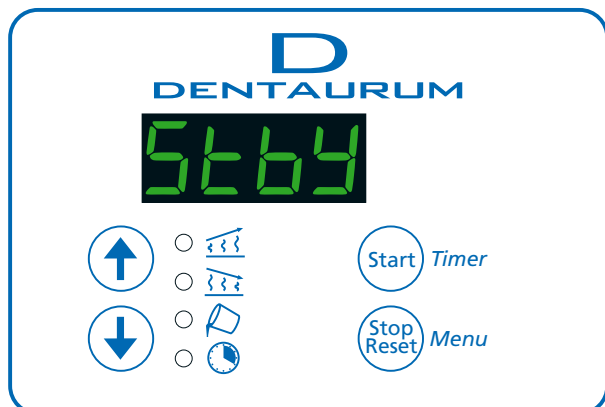 D
DENTAURUM
Stby
Start Timer
Stop
Reset Menu